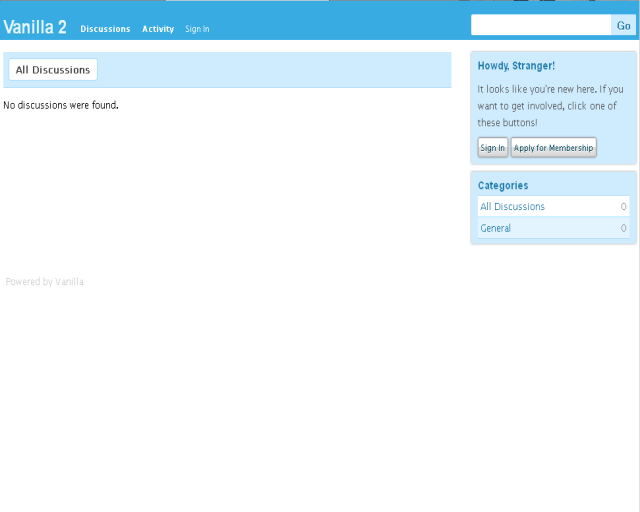 Vanilla 2
Discussions Activity Sign In
Go
All Discussions
No discussions were found.
Howdy, Stranger!
It looks like you're new here. If you
want to get involved, click one of
these buttons!
Sign In Apply for Membership
Categories
All Discussions 0
General 0
Powered by Vanilla